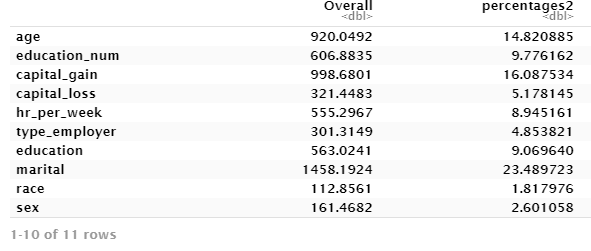 Overall percentages2
<dbl> <dbl>
age 920.0492 14.820885
education_num 606.8835 9.776162
capital_gain 998.6801 16.087534
capital_loss 321.4483 5.178145
hr_per_week 555.2967 8.945161
type_employer 301.3149 4.853821
education 563.0241 9.069640
marital 1458.1924 23.489723
race 112.8561 1.817976
sex 161.4682 2.601058
1-10 of 11 rows